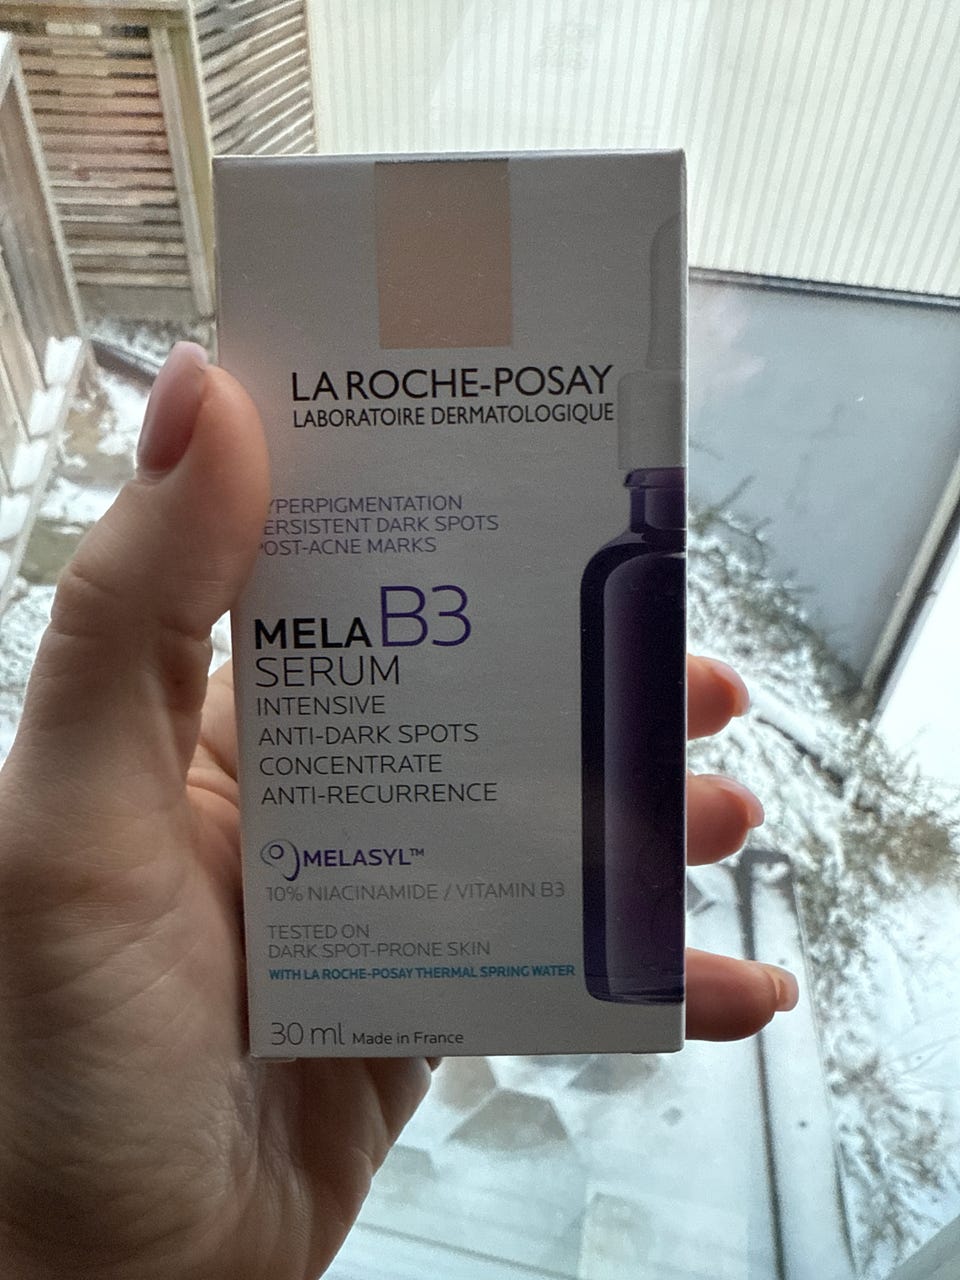 LA ROCHE-POSAY
LABORATOIRE DERMATOLOGIQUE
YPERPIGMENTATION
ERSISTENT DARK SPOTS
OST-ACNE MARKS
MELA B3
SERUM
INTENSIVE
ANTI-DARK SPOTS
CONCENTRATE
ANTI-RECURRENCE
MELASYL™
10% NIACINAMIDE / VITAMIN B3
TESTED ON
DARK SPOT-PRONE SKIN
WITH LA ROCHE-POSAY THERMAL SPRING WATER
30 ml Made in France